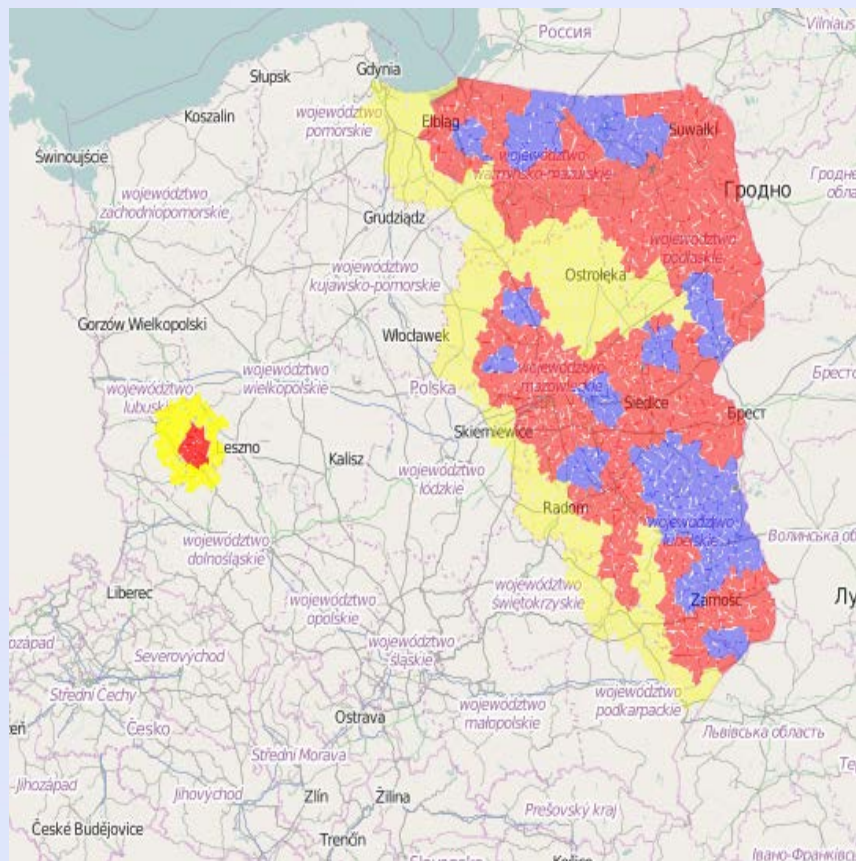 Россия
Vilniaus
Gdynia
Słupsk
Koszalin
województwo
pomorskie
Elbląg
Suwałki
Świnoujście
województwo
warmińsko-mazurskie
Гродно
województwo
zachodniopomorskie
Grudziądz
województwo
podlaskie
województwo
kujawsko-pomorskie
Ostrołęka
Gorzów Wielkopolski
Włocławek
województwo
wielkopolskie
województwo
mazowieckie
Polska
województwo
Siedlce
Брест
Skierniewice
Leszno
Kalisz
województwo
łódzkie
Radom
województwo
lubelskie
województwo
dolnośląskie
Liberec
województwo
świętokrzyskie
Zamość
województwo
opolskie
województwo
śląskie
Severovýchod
Střední Čechy
województwo
podkarpackie
województwo
małopolskie
Ostrava
Česko
Львівська область
Střední Morava
Jihozápad
Jihovýchod
Zlín
Žilina
Prešovský kraj
České Budějovice
Trenčín